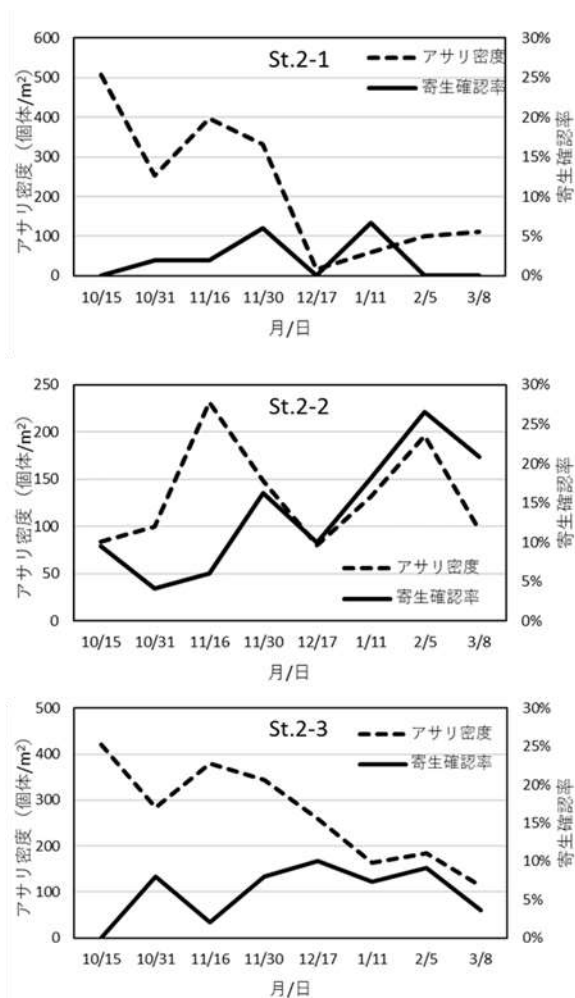 St.2-1
アサリ密度
寄生確認率
600
500
400
300
200
100
0
30%
25%
20%
15%
10%
5%
0%
アサリ密度（個体/m²）
寄生確認率
10/15 10/31 11/16 11/30 12/17 1/11 2/5 3/8
月/日
St.2-2
アサリ密度
寄生確認率
250
200
150
100
50
0
30%
25%
20%
15%
10%
5%
0%
アサリ密度（個体/m²）
寄生確認率
10/15 10/31 11/16 11/30 12/17 1/11 2/5 3/8
月/日
St.2-3
アサリ密度
寄生確認率
500
400
300
200
100
0
30%
25%
20%
15%
10%
5%
0%
アサリ密度（個体/m²）
寄生確認率
10/15 10/31 11/16 11/30 12/17 1/11 2/5 3/8
月/日